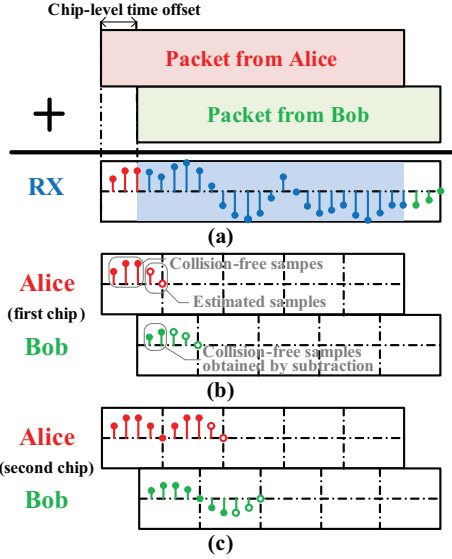 Chip-level time offset
Packet from Alice
+
Packet from Bob
RX
(a)
Collision-free sampes
Alice
(first chip)
Estimated samples
Bob
Collision-free samples
obtained by subtraction
(b)
Alice
(second chip)
Bob
(c)